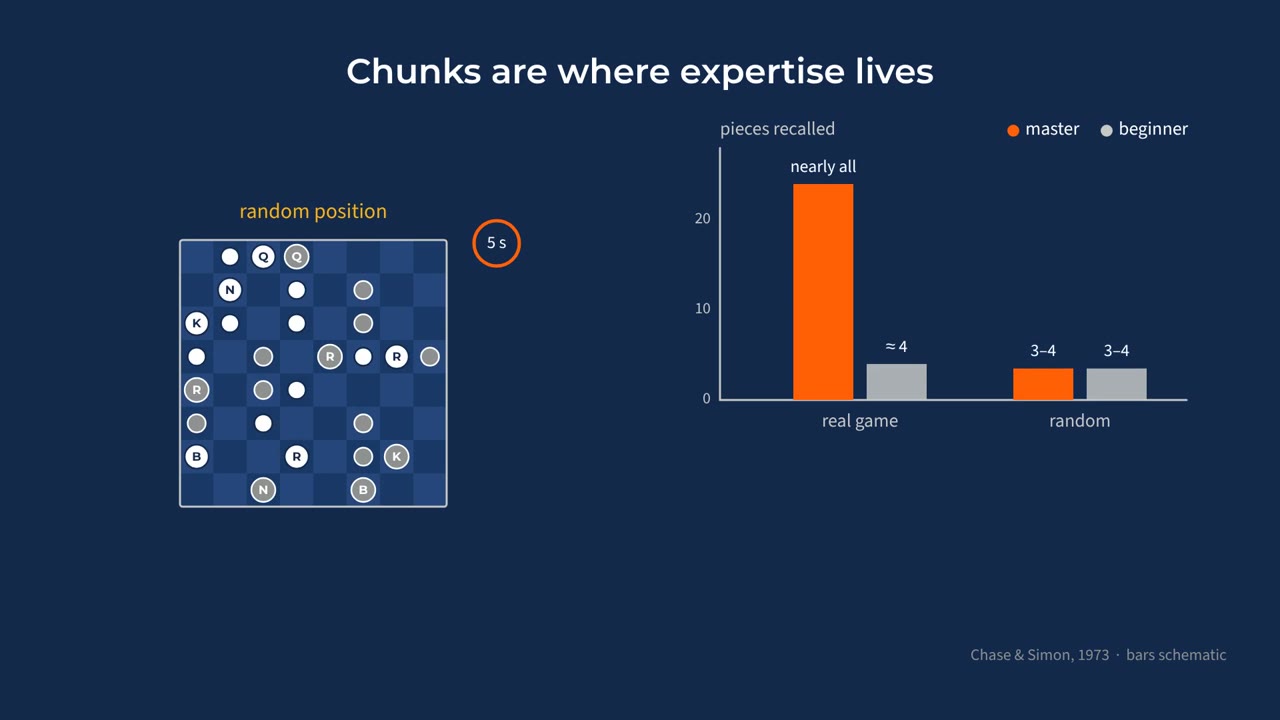 Chunks are where expertise lives
pieces recalled
master
beginner
nearly all
random position
5 s
20
10
0
≈ 4
3–4
3–4
real game
random
Q Q
N
K
R R
R
B R K
N B
Chase & Simon, 1973 · bars schematic